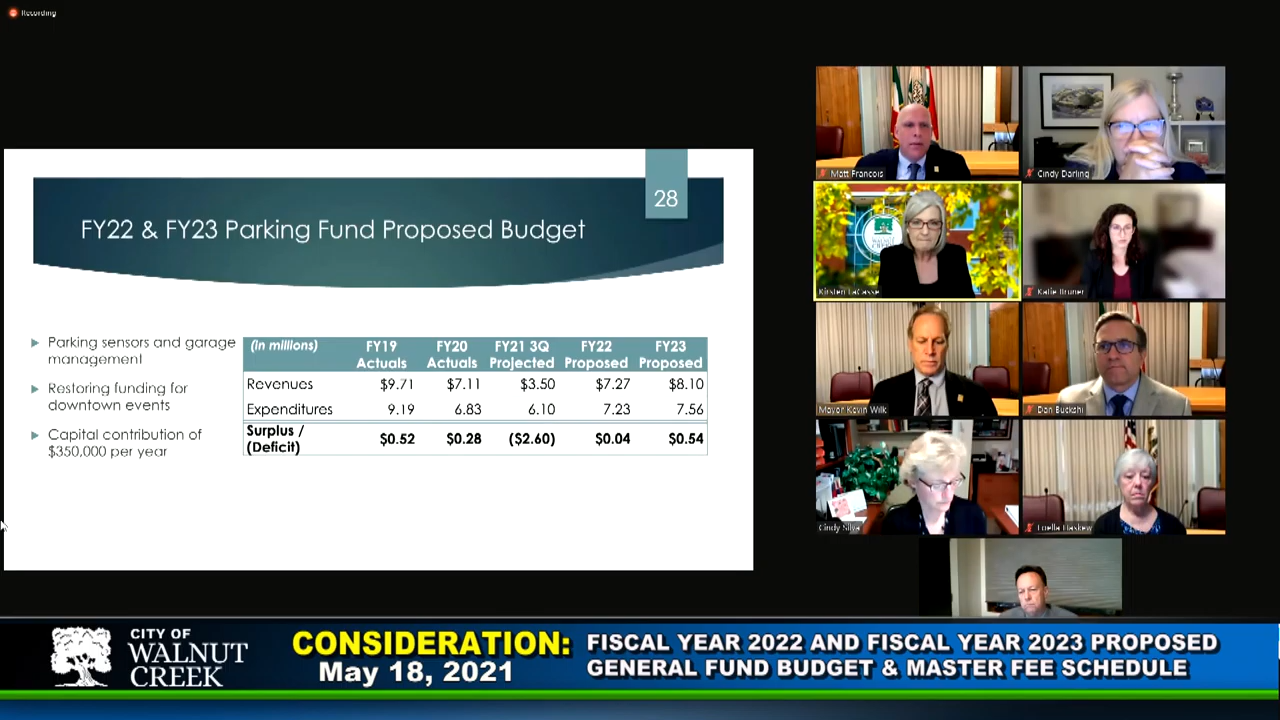 Recording
28
FY22 & FY23 Parking Fund Proposed Budget
Parking sensors and garage
management
Restoring funding for
downtown events
Capital contribution of
$350,000 per year
(in millions) FY19 Actuals FY20 Actuals FY21 3Q Projected FY22 Proposed FY23 Proposed
Revenues $9.71 $7.11 $3.50 $7.27 $8.10
Expenditures 9.19 6.83 6.10 7.23 7.56
Surplus / (Deficit) $0.52 $0.28 ($2.60) $0.04 $0.54
Matt Francois
Cindy Darling
WALNUT
CREEK
Kirsten LaCasse
Katie Bruner
Mayor Kevin Wilk
Dan Buckshi
Cindy Silva
Loella Haskew
CITY OF
WALNUT
CREEK
CONSIDERATION:
May 18, 2021
FISCAL YEAR 2022 AND FISCAL YEAR 2023 PROPOSED
GENERAL FUND BUDGET & MASTER FEE SCHEDULE